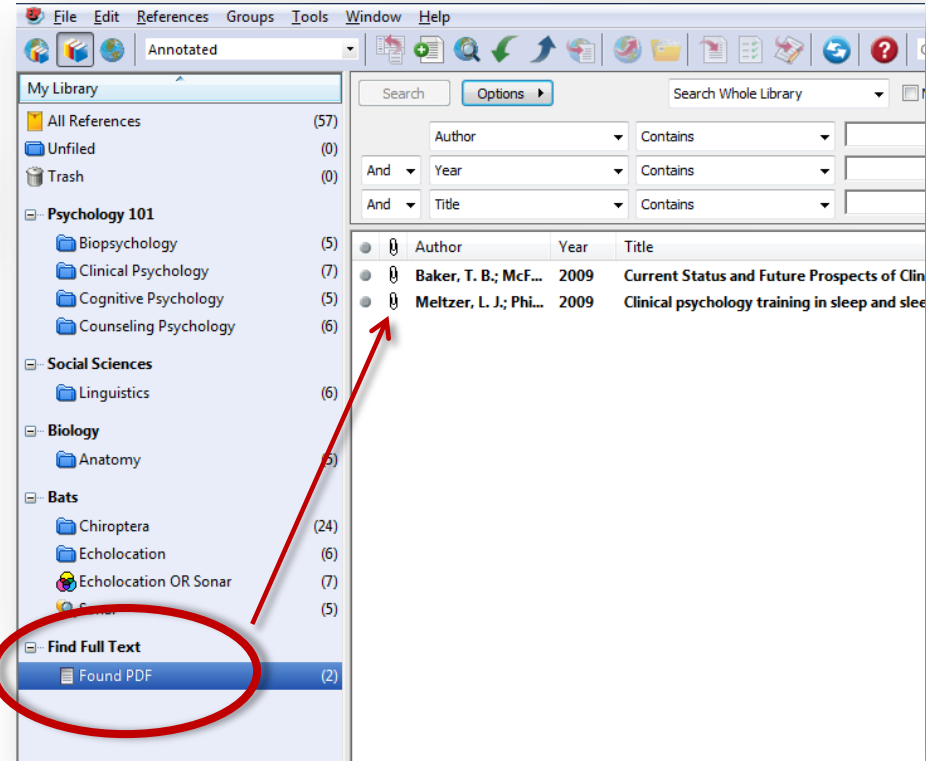 File Edit References Groups Tools Window Help
Annotated
My Library
All References (57)
Unfiled (0)
Trash (0)
Psychology 101
Biopsychology (5)
Clinical Psychology (7)
Cognitive Psychology (5)
Counseling Psychology (6)
Social Sciences
Linguistics (6)
Biology
Anatomy
Bats
Chiroptera (24)
Echolocation (6)
Echolocation OR Sonar (7)
(5)
Find Full Text
Found PDF (2)
Search Options Search Whole Library
Author Contains
And Year Contains
And Title Contains
Author Year Title
Baker, T. B.; McF... 2009 Current Status and Future Prospects of Clin
Meltzer, L. J.; Phi... 2009 Clinical psychology training in sleep and slee